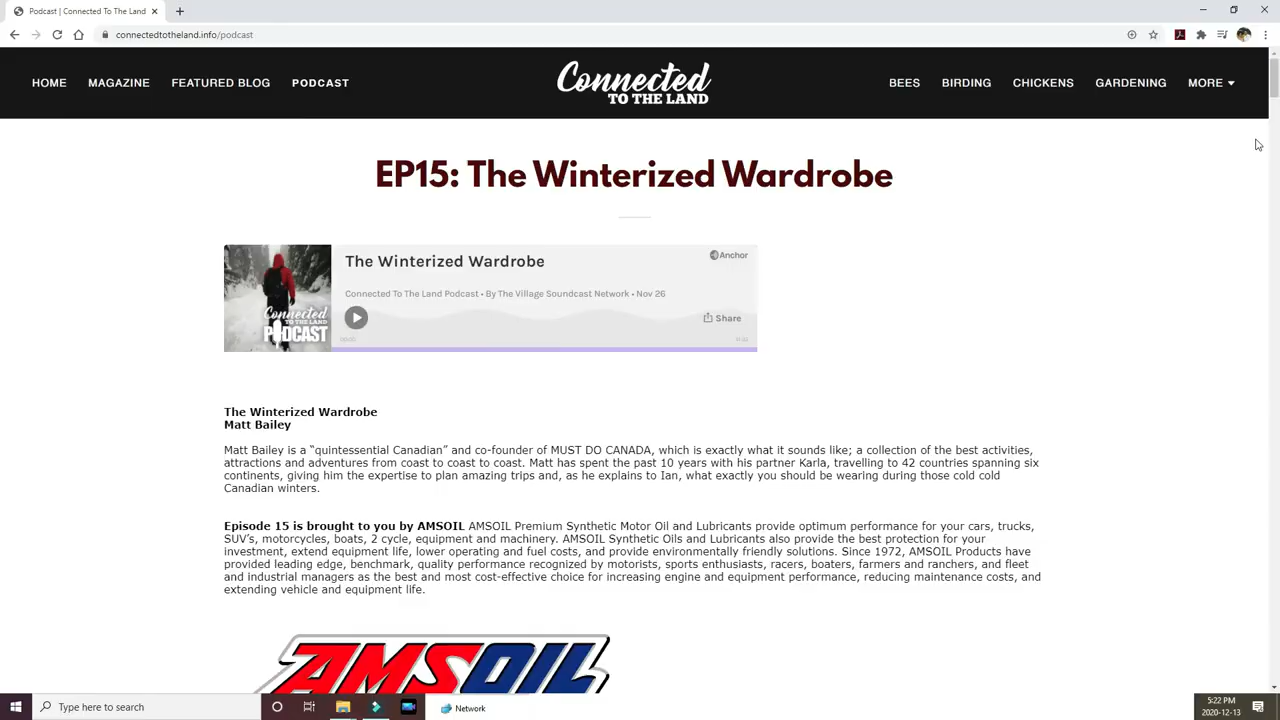 Podcast | Connected To The Land
connectedtotheland.info/podcast
HOME MAGAZINE FEATURED BLOG PODCAST
Connected
TO THE LAND
BEES BIRDING CHICKENS GARDENING MORE
EP15: The Winterized Wardrobe
The Winterized Wardrobe
Anchor
Connected To The Land Podcast • By The Village Soundcast Network • Nov 26
Share
Connected
TO THE LAND
PODCAST
The Winterized Wardrobe
Matt Bailey
Matt Bailey is a “quintessential Canadian” and co-founder of MUST DO CANADA, which is exactly what it sounds like; a collection of the best activities,
attractions and adventures from coast to coast to coast. Matt has spent the past 10 years with his partner Karla, travelling to 42 countries spanning six
continents, giving him the expertise to plan amazing trips and, as he explains to Ian, what exactly you should be wearing during those cold cold
Canadian winters.
Episode 15 is brought to you by AMSOIL AMSOIL Premium Synthetic Motor Oil and Lubricants provide optimum performance for your cars, trucks,
SUV’s, motorcycles, boats, 2 cycle, equipment and machinery. AMSOIL Synthetic Oils and Lubricants also provide the best protection for your
investment, extend equipment life, lower operating and fuel costs, and provide environmentally friendly solutions. Since 1972, AMSOIL Products have
provided leading edge, benchmark, quality performance recognized by motorists, sports enthusiasts, racers, boaters, farmers and ranchers, and fleet
and industrial managers as the best and most cost-effective choice for increasing engine and equipment performance, reducing maintenance costs, and
extending vehicle and equipment life.
AMSOIL
Type here to search
Network
5:22 PM
2020-12-13